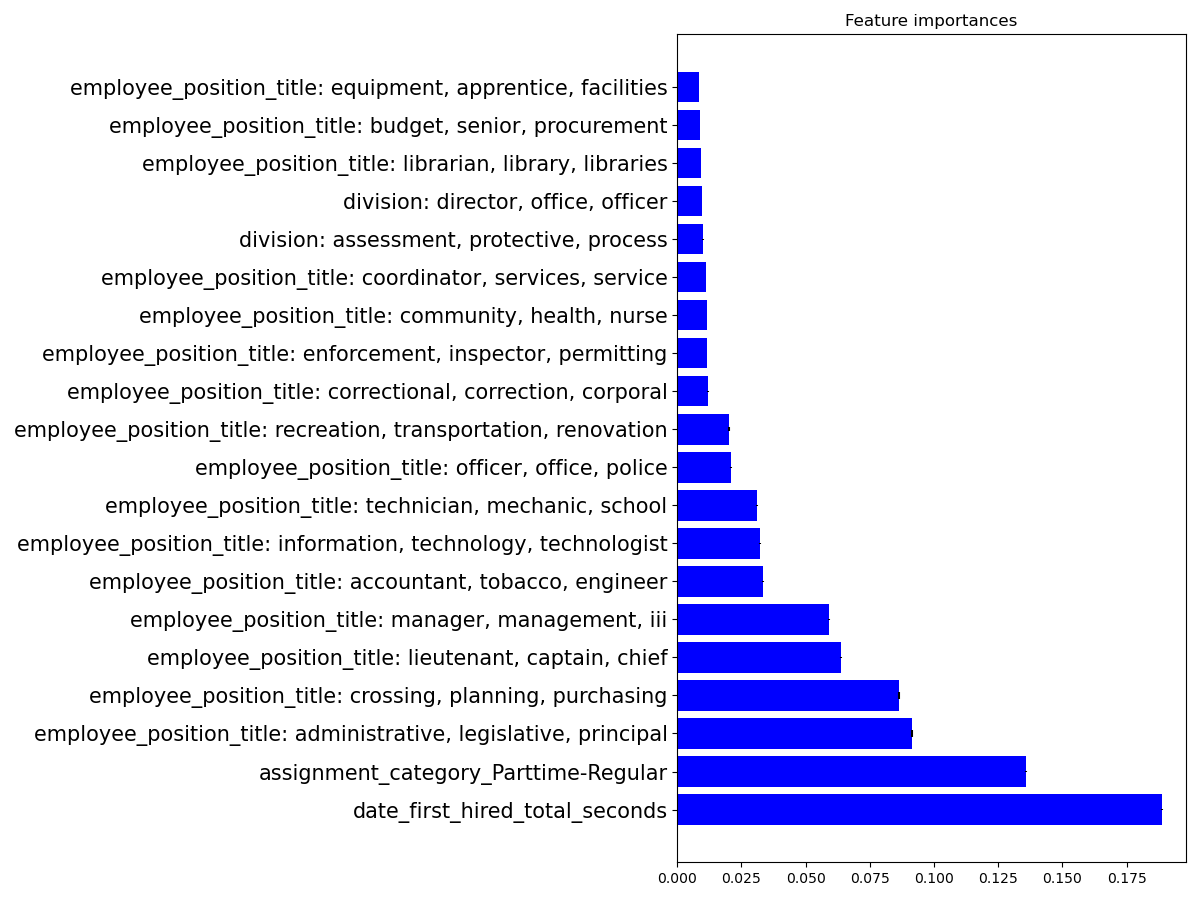 Feature importances
employee_position_title: equipment, apprentice, facilities
employee_position_title: budget, senior, procurement
employee_position_title: librarian, library, libraries
division: director, office, officer
division: assessment, protective, process
employee_position_title: coordinator, services, service
employee_position_title: community, health, nurse
employee_position_title: enforcement, inspector, permitting
employee_position_title: correctional, correction, corporal
employee_position_title: recreation, transportation, renovation
employee_position_title: officer, office, police
employee_position_title: technician, mechanic, school
employee_position_title: information, technology, technologist
employee_position_title: accountant, tobacco, engineer
employee_position_title: manager, management, iii
employee_position_title: lieutenant, captain, chief
employee_position_title: crossing, planning, purchasing
employee_position_title: administrative, legislative, principal
assignment_category_Parttime-Regular
date_first_hired_total_seconds
0.000 0.025 0.050 0.075 0.100 0.125 0.150 0.175